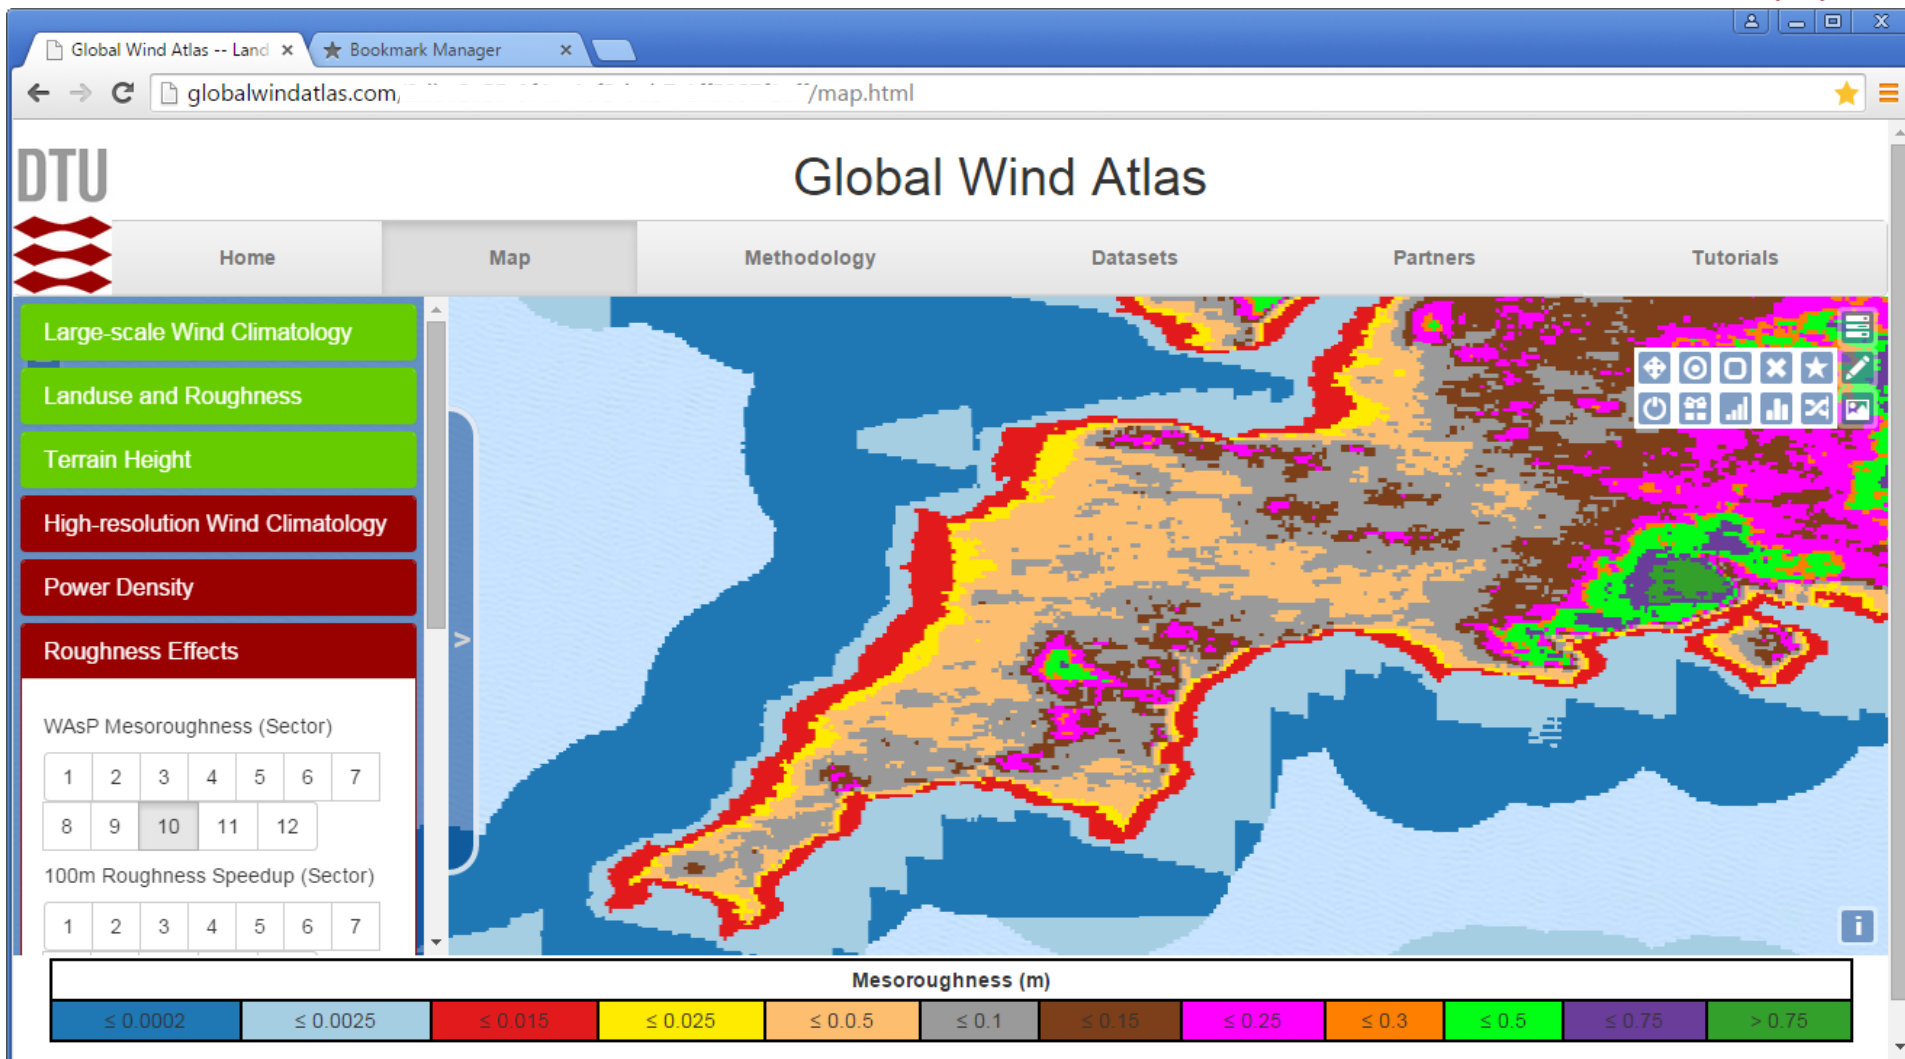 Global Wind Atlas -- Land
Bookmark Manager
globalwindatlas.com/ /map.html
DTU
Global Wind Atlas
Home Map Methodology Datasets Partners Tutorials
Large-scale Wind Climatology
Landuse and Roughness
Terrain Height
High-resolution Wind Climatology
Power Density
Roughness Effects
WAsP Mesoroughness (Sector)
1 2 3 4 5 6 7
8 9 10 11 12
100m Roughness Speedup (Sector)
1 2 3 4 5 6 7
>
i
Mesoroughness (m)
≤ 0.0002 ≤ 0.0025 ≤ 0.015 ≤ 0.025 ≤ 0.0.5 ≤ 0.1 ≤ 0.15 ≤ 0.25 ≤ 0.3 ≤ 0.5 ≤ 0.75 > 0.75